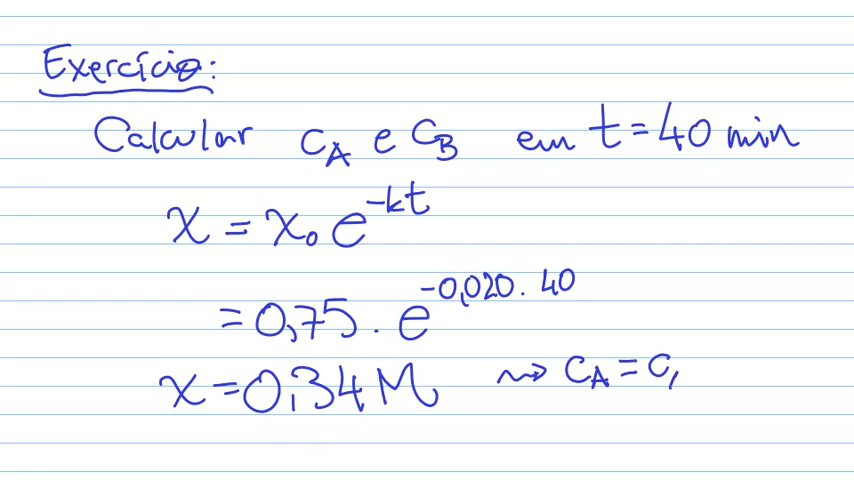 Exercício:
Calcular C_A e C_B em t = 40 min
x = x₀ e^{-kt}
= 0,75 . e^{-0,020 . 40}
x = 0,34 M ⇝ C_A = C,